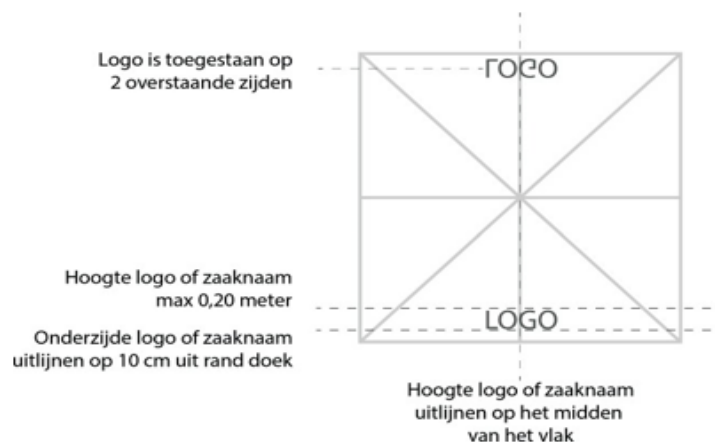 Logo is toegestaan op
2 overstaande zijden
LOGO
Hoogte logo of zaaknaam
max 0,20 meter
LOGO
Onderzijde logo of zaaknaam
uitlijnen op 10 cm uit rand doek
Hoogte logo of zaaknaam
uitlijnen op het midden
van het vlak